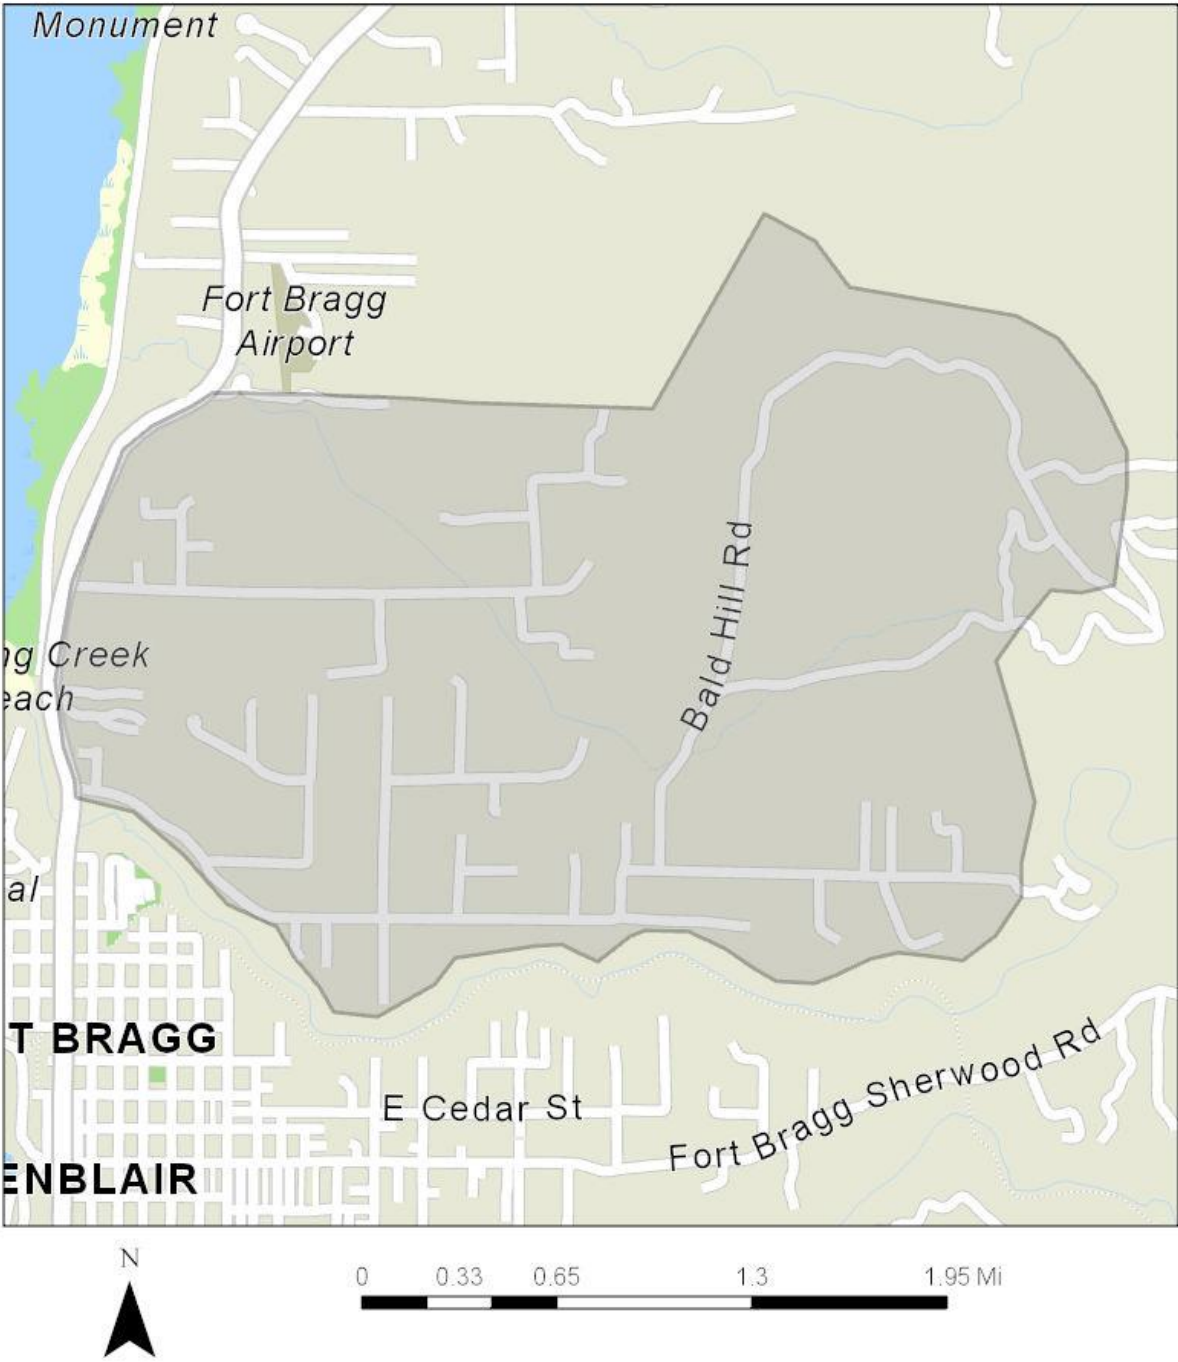 Monument
Fort Bragg
Airport
Bald Hill Rd
ng Creek
each
al
T BRAGG
E Cedar St
Fort Bragg Sherwood Rd
ENBLAIR
N
0 0.33 0.65 1.3 1.95 Mi